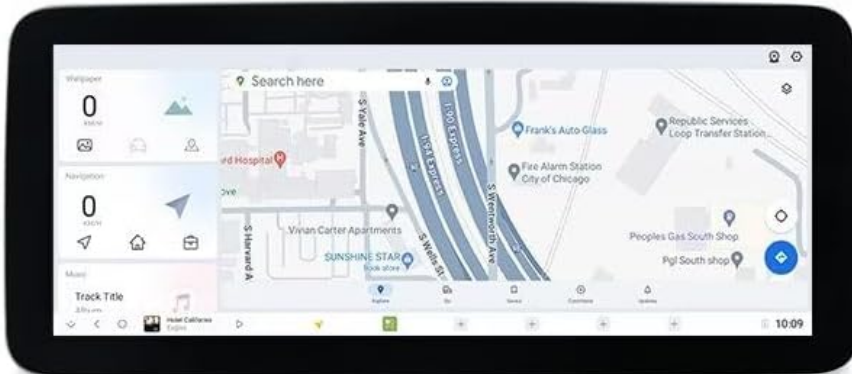 Wallpaper
0
KM/H
Search here
Navigation
0
KM/H
Music
Track Title
Album
S Yale Ave
I-94 Express
I-90 Express
Frank's Auto Glass
Republic Services
Loop Transfer Station...
rd Hospital
H
Fire Alarm Station
City of Chicago
ove
Vivian Carter Apartments
S Harvard A
SUNSHINE STAR
Book store
S Wells St
S Wentworth Ave
Peoples Gas South Shop
Pgl South shop
Explore
Go
Saved
Contribute
Updates
Hotel California
Eagles
10:09